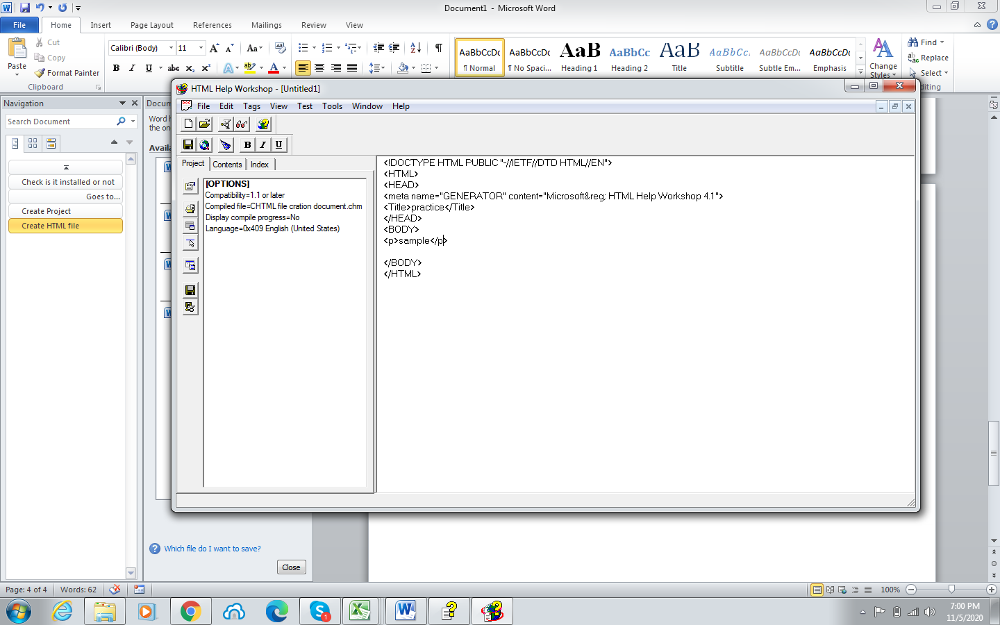 Document1 - Microsoft Word
File Home Insert Page Layout References Mailings Review View
Paste
Cut
Copy
Format Painter
Clipboard
Calibri (Body) 11
AaBbCcDc AaBbCcDc AaB AaBbCc AaB AaBbCc. AaBbCcDc AaBbCcDc
¶ Normal ¶ No Spaci... Heading 1 Heading 2 Title Subtitle Subtle Em... Emphasis
Change
Styles
Find
Replace
Select
Navigation
Search Document
Check is it installed or not
Goes to...
Create Project
Create HTML file
HTML Help Workshop - [Untitled1]
File Edit Tags View Test Tools Window Help
B I U
Project Contents Index
[OPTIONS]
Compatibility=1.1 or later
Compiled file=CHTML file cration document.chm
Display compile progress=No
Language=0x409 English (United States)
<!DOCTYPE HTML PUBLIC "-//IETF//DTD HTML//EN">
<HTML>
<HEAD>
<meta name="GENERATOR" content="Microsoft&reg; HTML Help Workshop 4.1">
<Title>practice</Title>
</HEAD>
<BODY>
<p>sample</p>
</BODY>
</HTML>
Which file do I want to save?
Close
Page: 4 of 4 Words: 62
100%
7:00 PM
11/5/2020